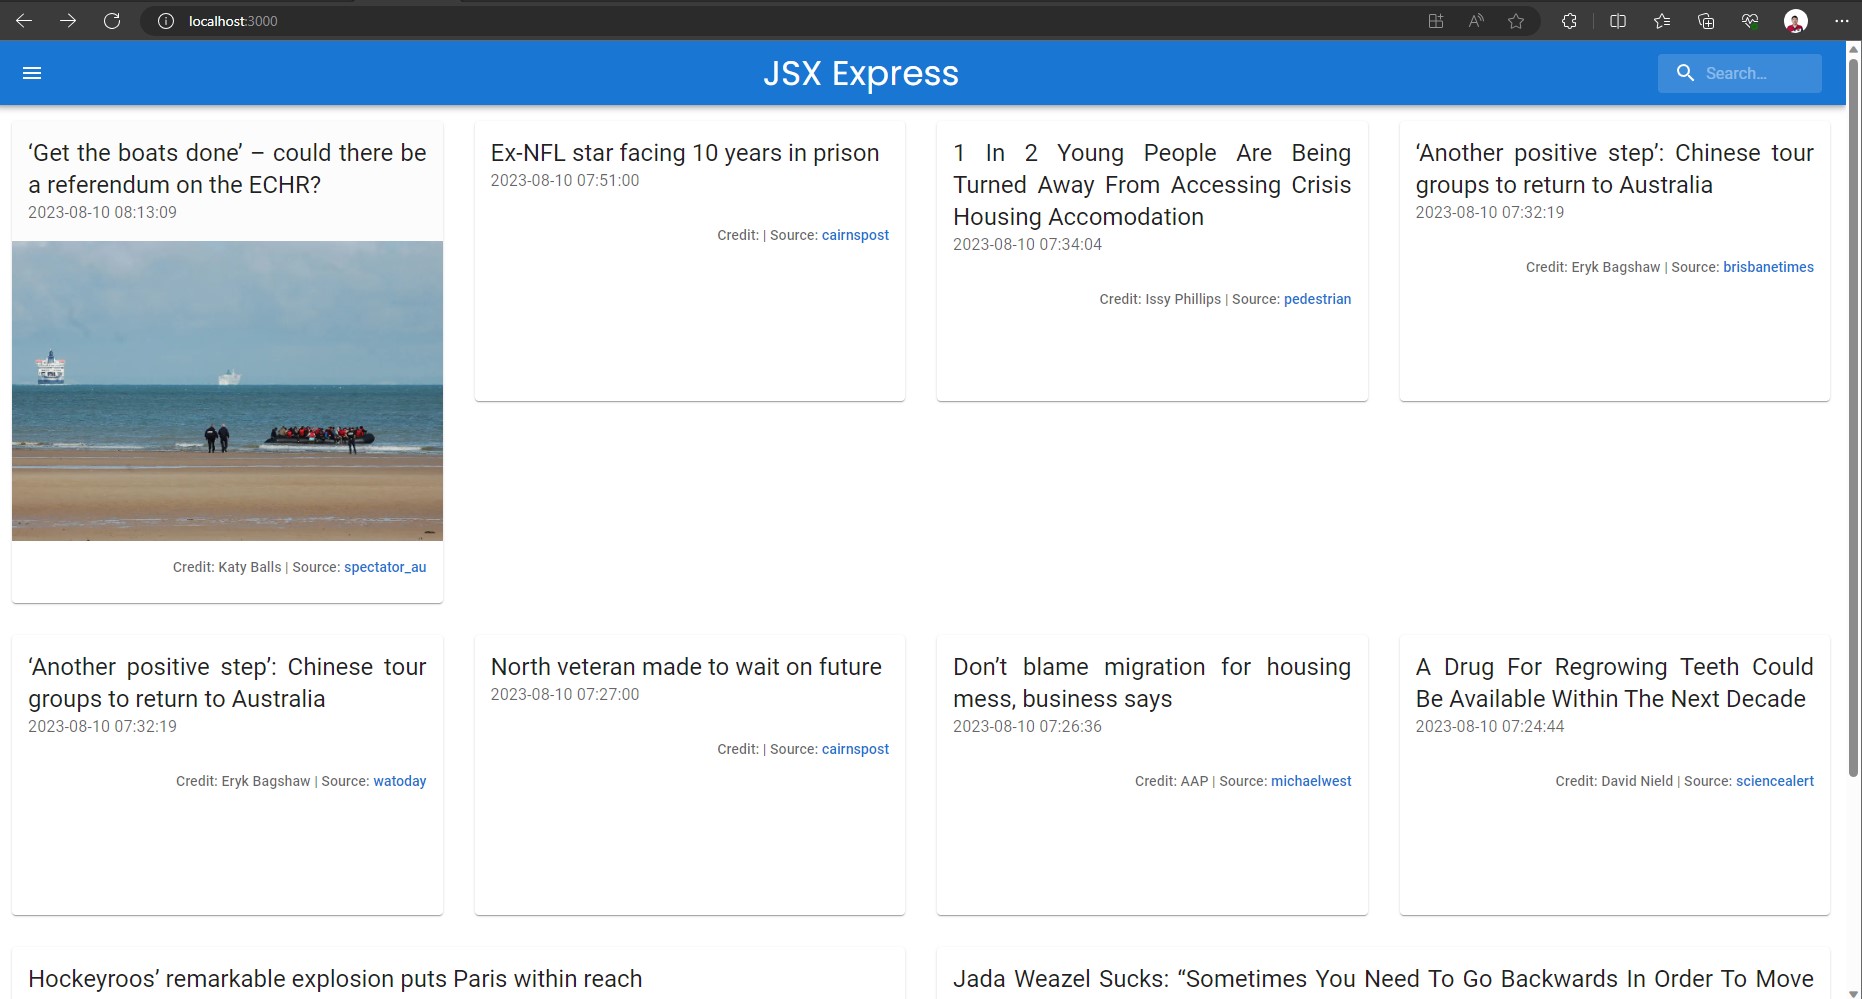 localhost:3000
JSX Express
Search...
‘Get the boats done’ – could there be
a referendum on the ECHR?
2023-08-10 08:13:09
Credit: Katy Balls | Source: spectator_au
Ex-NFL star facing 10 years in prison
2023-08-10 07:51:00
Credit: | Source: cairnspost
1 In 2 Young People Are Being
Turned Away From Accessing Crisis
Housing Accomodation
2023-08-10 07:34:04
Credit: Issy Phillips | Source: pedestrian
‘Another positive step’: Chinese tour
groups to return to Australia
2023-08-10 07:32:19
Credit: Eryk Bagshaw | Source: brisbanetimes
‘Another positive step’: Chinese tour
groups to return to Australia
2023-08-10 07:32:19
Credit: Eryk Bagshaw | Source: watoday
North veteran made to wait on future
2023-08-10 07:27:00
Credit: | Source: cairnspost
Don’t blame migration for housing
mess, business says
2023-08-10 07:26:36
Credit: AAP | Source: michaelwest
A Drug For Regrowing Teeth Could
Be Available Within The Next Decade
2023-08-10 07:24:44
Credit: David Nield | Source: sciencealert
Hockeyroos’ remarkable explosion puts Paris within reach
Jada Weazel Sucks: “Sometimes You Need To Go Backwards In Order To Move